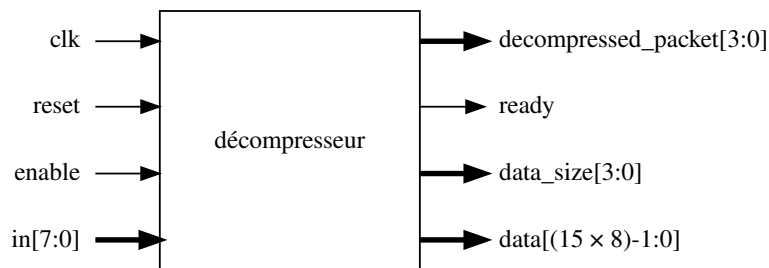 clk
decompressed_packet[3:0]
reset
ready
décompresseur
enable
data_size[3:0]
in[7:0]
data[(15 × 8)-1:0]